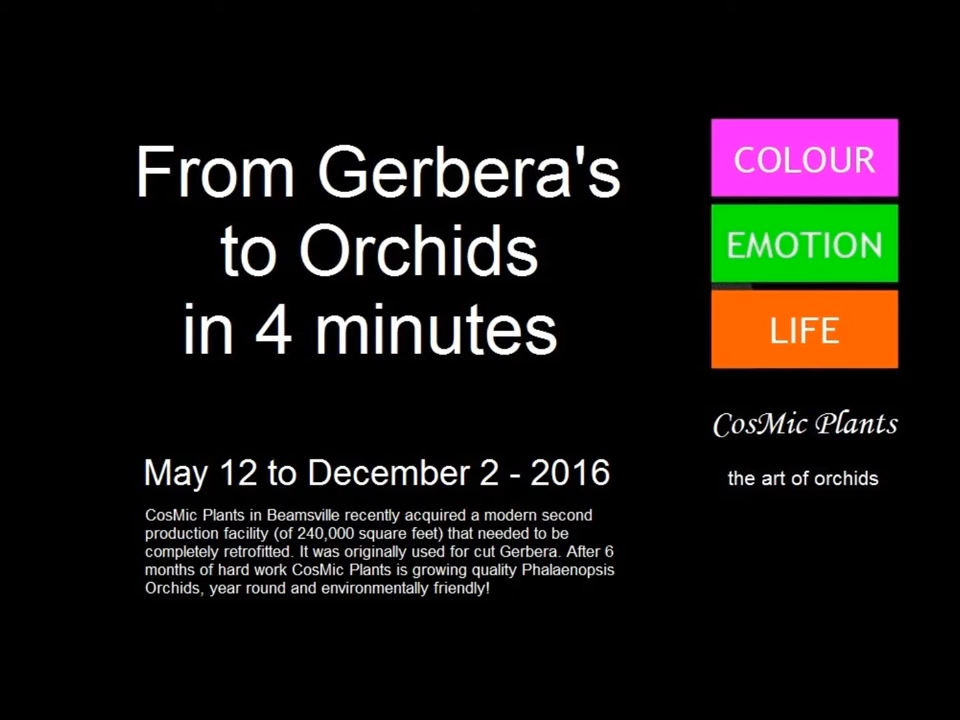 From Gerbera's
to Orchids
in 4 minutes
COLOUR
EMOTION
LIFE
CosMic Plants
the art of orchids
May 12 to December 2 - 2016
CosMic Plants in Beamsville recently acquired a modern second
production facility (of 240,000 square feet) that needed to be
completely retrofitted. It was originally used for cut Gerbera. After 6
months of hard work CosMic Plants is growing quality Phalaenopsis
Orchids, year round and environmentally friendly!